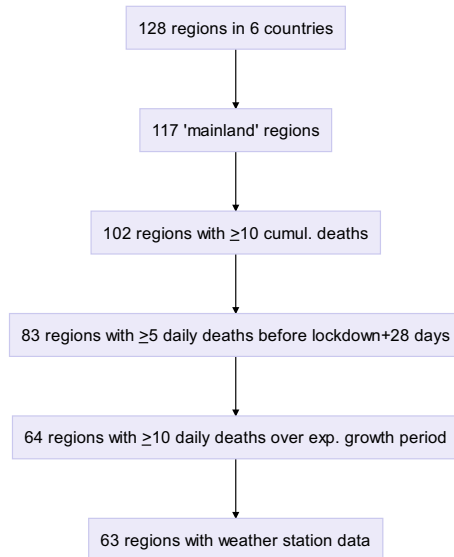 128 regions in 6 countries
117 'mainland' regions
102 regions with ≥10 cumul. deaths
83 regions with ≥5 daily deaths before lockdown+28 days
64 regions with ≥10 daily deaths over exp. growth period
63 regions with weather station data